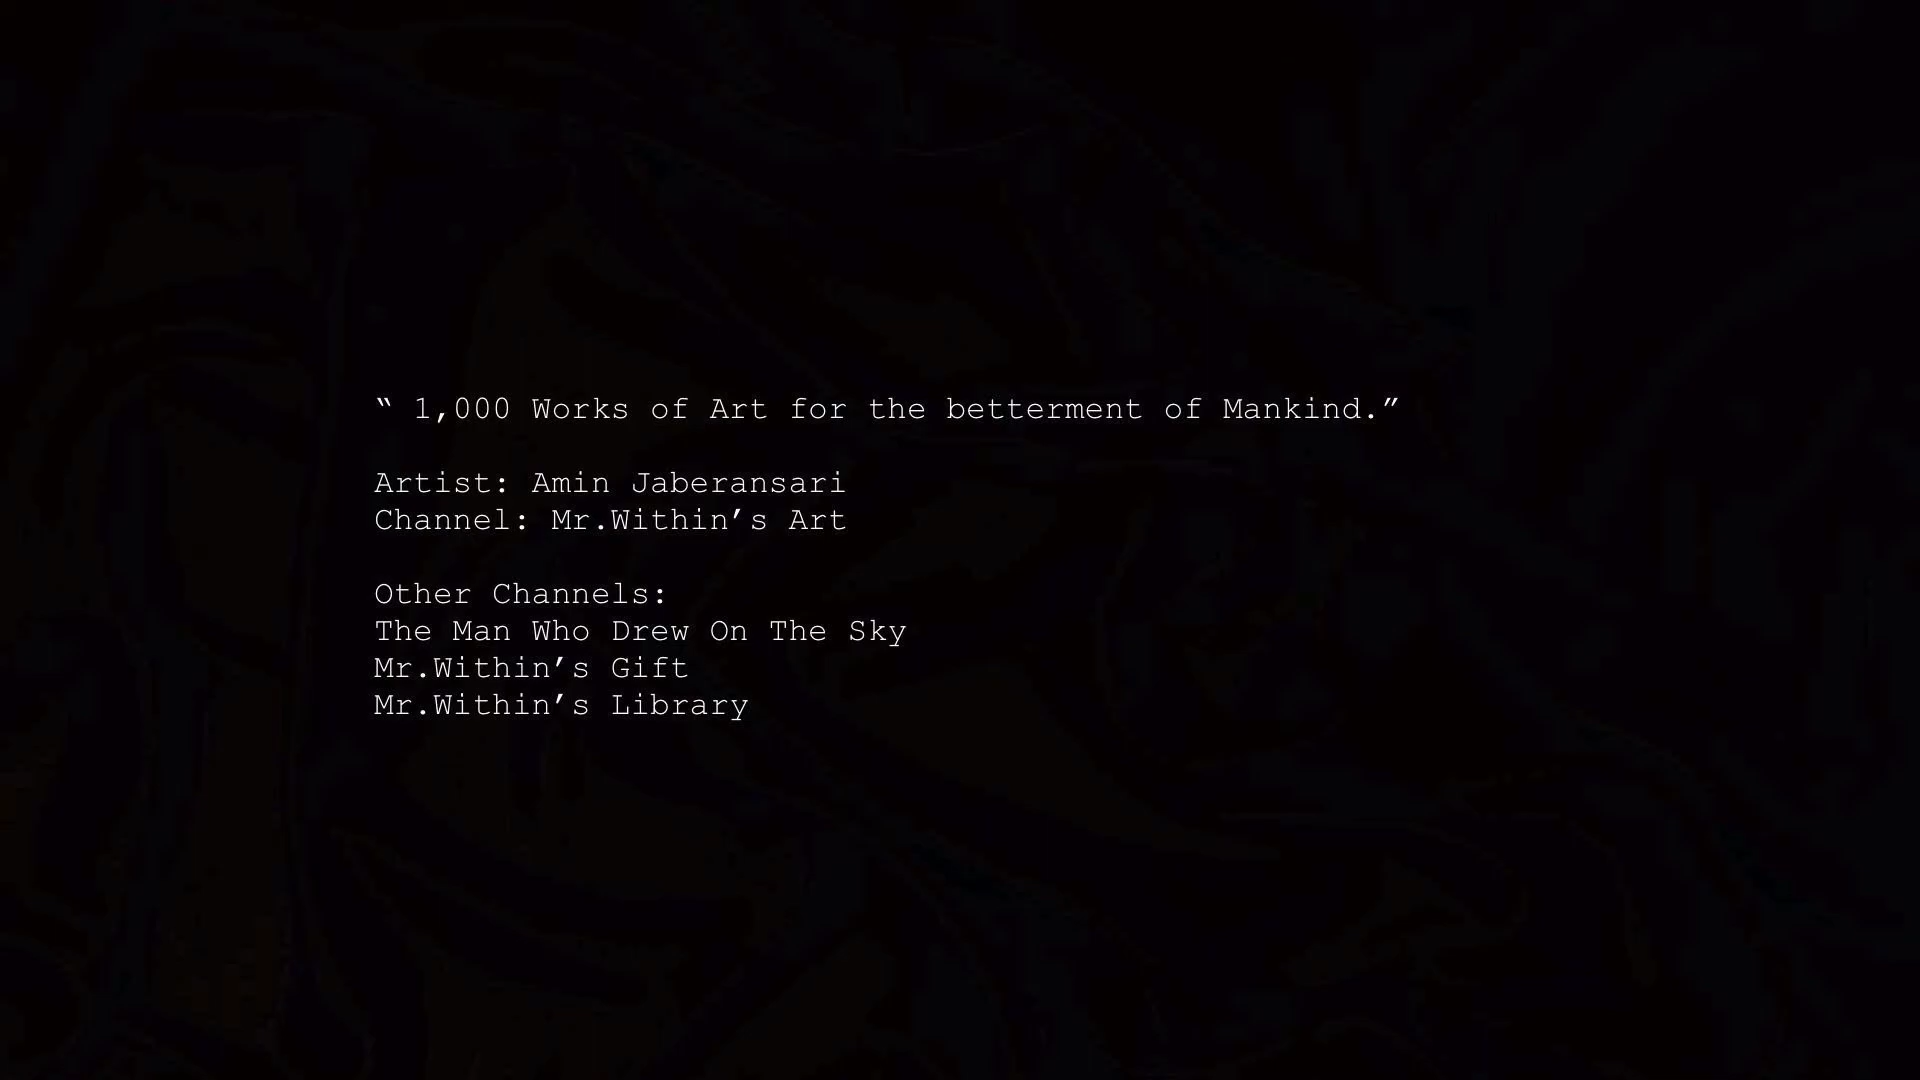 “ 1,000 Works of Art for the betterment of Mankind.”
Artist: Amin Jaberansari
Channel: Mr.Within’s Art
Other Channels:
The Man Who Drew On The Sky
Mr.Within’s Gift
Mr.Within’s Library